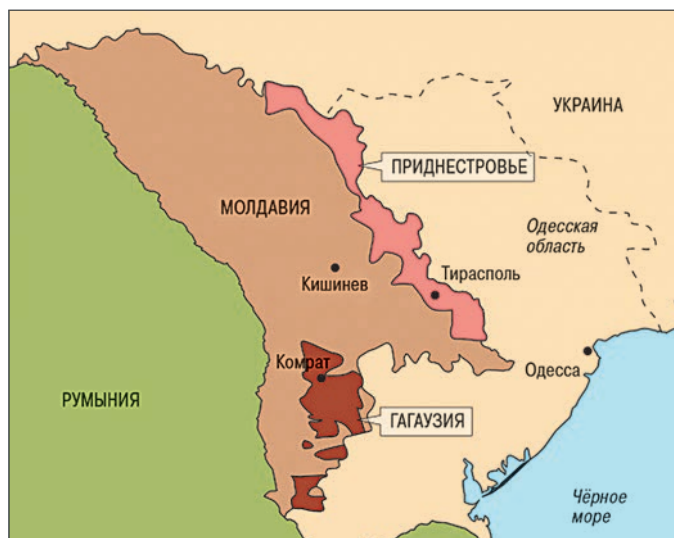 УКРАИНА
ПРИДНЕСТРОВЬЕ
МОЛДАВИЯ
Одесская
область
Тирасполь
Кишинев
Комрат
Одесса
РУМЫНИЯ
ГАГАУЗИЯ
Чёрное
море